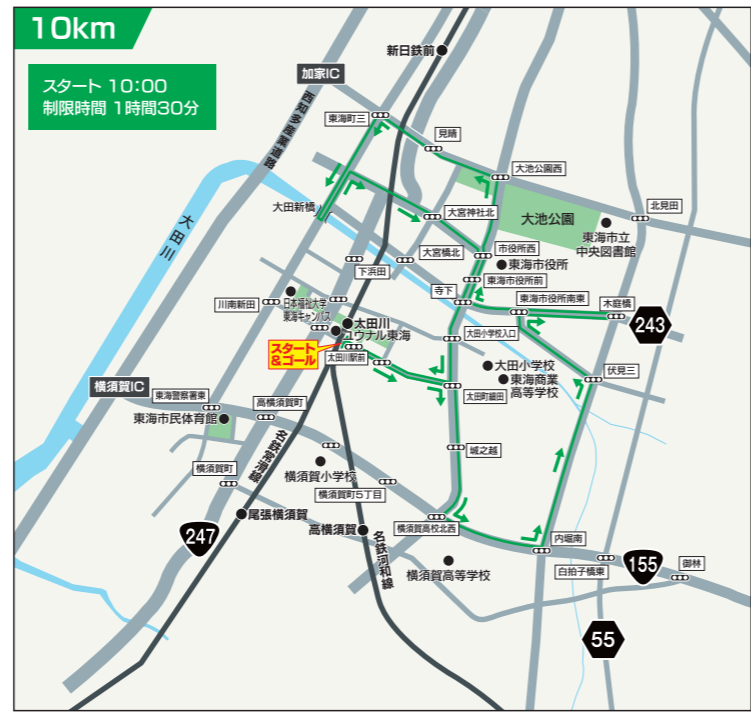 10km
スタート 10:00
制限時間 1時間30分
新日鉄前
加家IC
西知多産業道路
東海町三
見晴
大池公園西
大田川
大田新橋
大宮神社北
大池公園
北見田
東海市立
中央図書館
大宮橋北
市役所西
東海市役所
下浜田
東海市役所前
寺下
東海市役所南東
木庭橋
243
川南新田
日本福祉大学
東海キャンパス
太田川
ユウナル東海
大田小学校入口
スタート
&ゴール
太田川駅前
大田小学校
東海商業
高等学校
伏見三
横須賀IC
東海警察署東
東海市民体育館
高横須賀町
名鉄常滑線
城之越
横須賀町
横須賀小学校
横須賀町5丁目
尾張横須賀
高横須賀
横須賀高校北西
内堀南
247
名鉄河和線
横須賀高等学校
白拍子橋東
155
御林
55